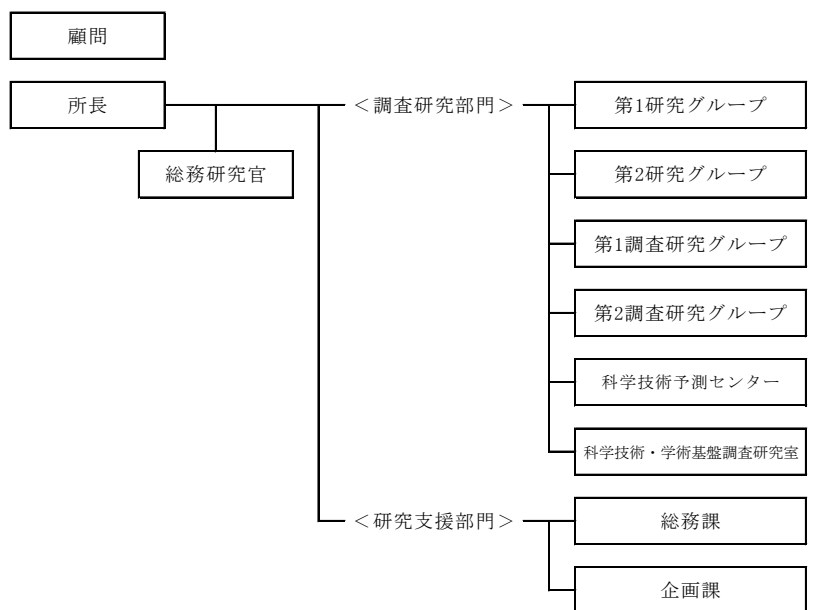 顧問
所長
＜調査研究部門＞
第1研究グループ
総務研究官
第2研究グループ
第1調査研究グループ
第2調査研究グループ
科学技術予測センター
科学技術・学術基盤調査研究室
＜研究支援部門＞
総務課
企画課